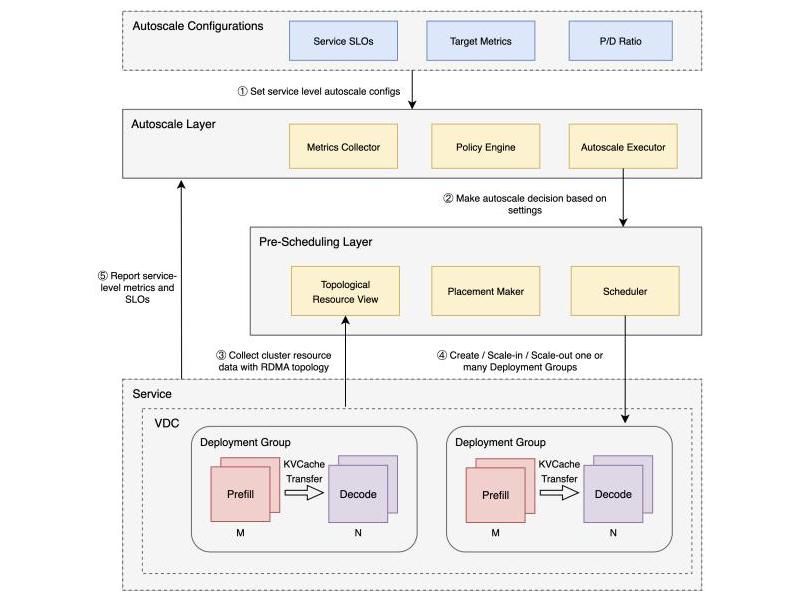 Autoscale Configurations
Service SLOs
Target Metrics
P/D Ratio
① Set service level autoscale configs
Autoscale Layer
Metrics Collector
Policy Engine
Autoscale Executor
② Make autoscale decision based on
settings
Pre-Scheduling Layer
Topological
Resource View
Placement Maker
Scheduler
⑤ Report service-
level metrics and
SLOs
③ Collect cluster resource
data with RDMA topology
④ Create / Scale-in / Scale-out one or
many Deployment Groups
Service
VDC
Deployment Group
KVCache
Transfer
Prefill
Decode
M
N
Deployment Group
KVCache
Transfer
Prefill
Decode
M
N